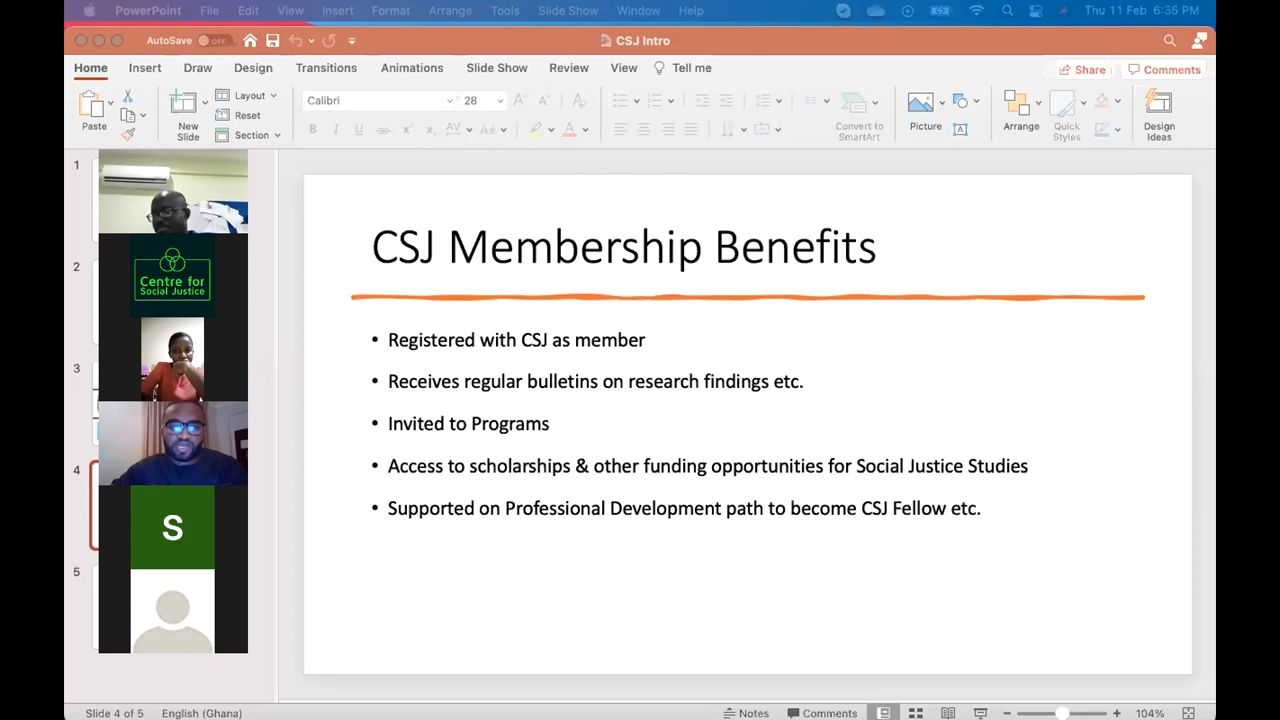 PowerPoint File Edit View Insert Format Arrange Tools Slide Show Window Help Thu 11 Feb 6:35 PM
AutoSave OFF CSJ Intro
Home Insert Draw Design Transitions Animations Slide Show Review View Tell me Share Comments
Paste
New
Slide
Layout
Reset
Section
Calibri 28
Convert to
SmartArt
Picture
Arrange
Quick
Styles
Design
Ideas
1
2
3
4
5
Centre for
Social Justice
S
CSJ Membership Benefits
• Registered with CSJ as member
• Receives regular bulletins on research findings etc.
• Invited to Programs
• Access to scholarships & other funding opportunities for Social Justice Studies
• Supported on Professional Development path to become CSJ Fellow etc.
Slide 4 of 5 English (Ghana) Notes Comments 104%